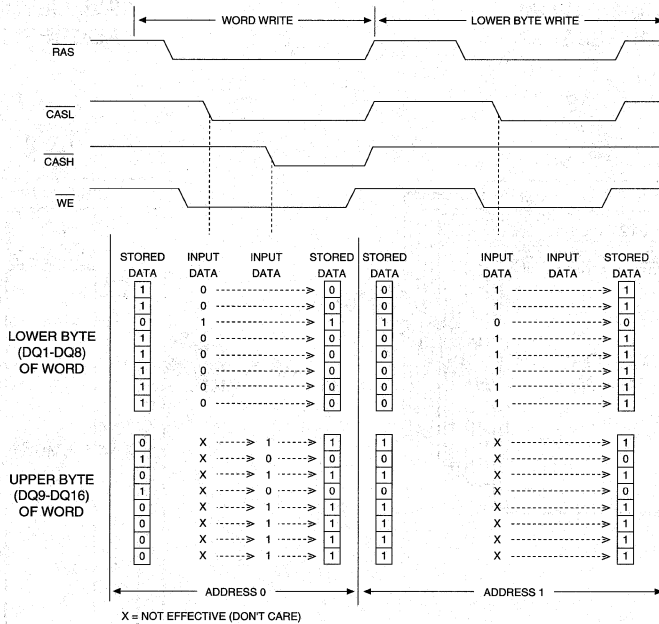 WORD WRITE LOWER BYTE WRITE
RAS
CASL
CASH
WE
STORED INPUT INPUT STORED STORED INPUT INPUT STORED
DATA DATA DATA DATA DATA DATA DATA DATA
1 0 0 0 1 1
1 0 0 0 1 1
0 1 1 1 0 0
LOWER BYTE
1 0 0 0 1 1
(DQ1-DQ8)
1 0 0 0 1 1
OF WORD
1 0 0 0 1 1
1 0 0 0 1 1
1 0 0 0 1 1
0 X 1 1 1 X 1
1 X 0 0 0 X 0
0 X 1 1 1 X 1
UPPER BYTE
1 X 0 0 0 X 0
(DQ9-DQ16)
0 X 1 1 1 X 1
OF WORD
0 X 1 1 1 X 1
0 X 1 1 1 X 1
0 X 1 1 1 X 1
ADDRESS 0 ADDRESS 1
X = NOT EFFECTIVE (DON'T CARE)